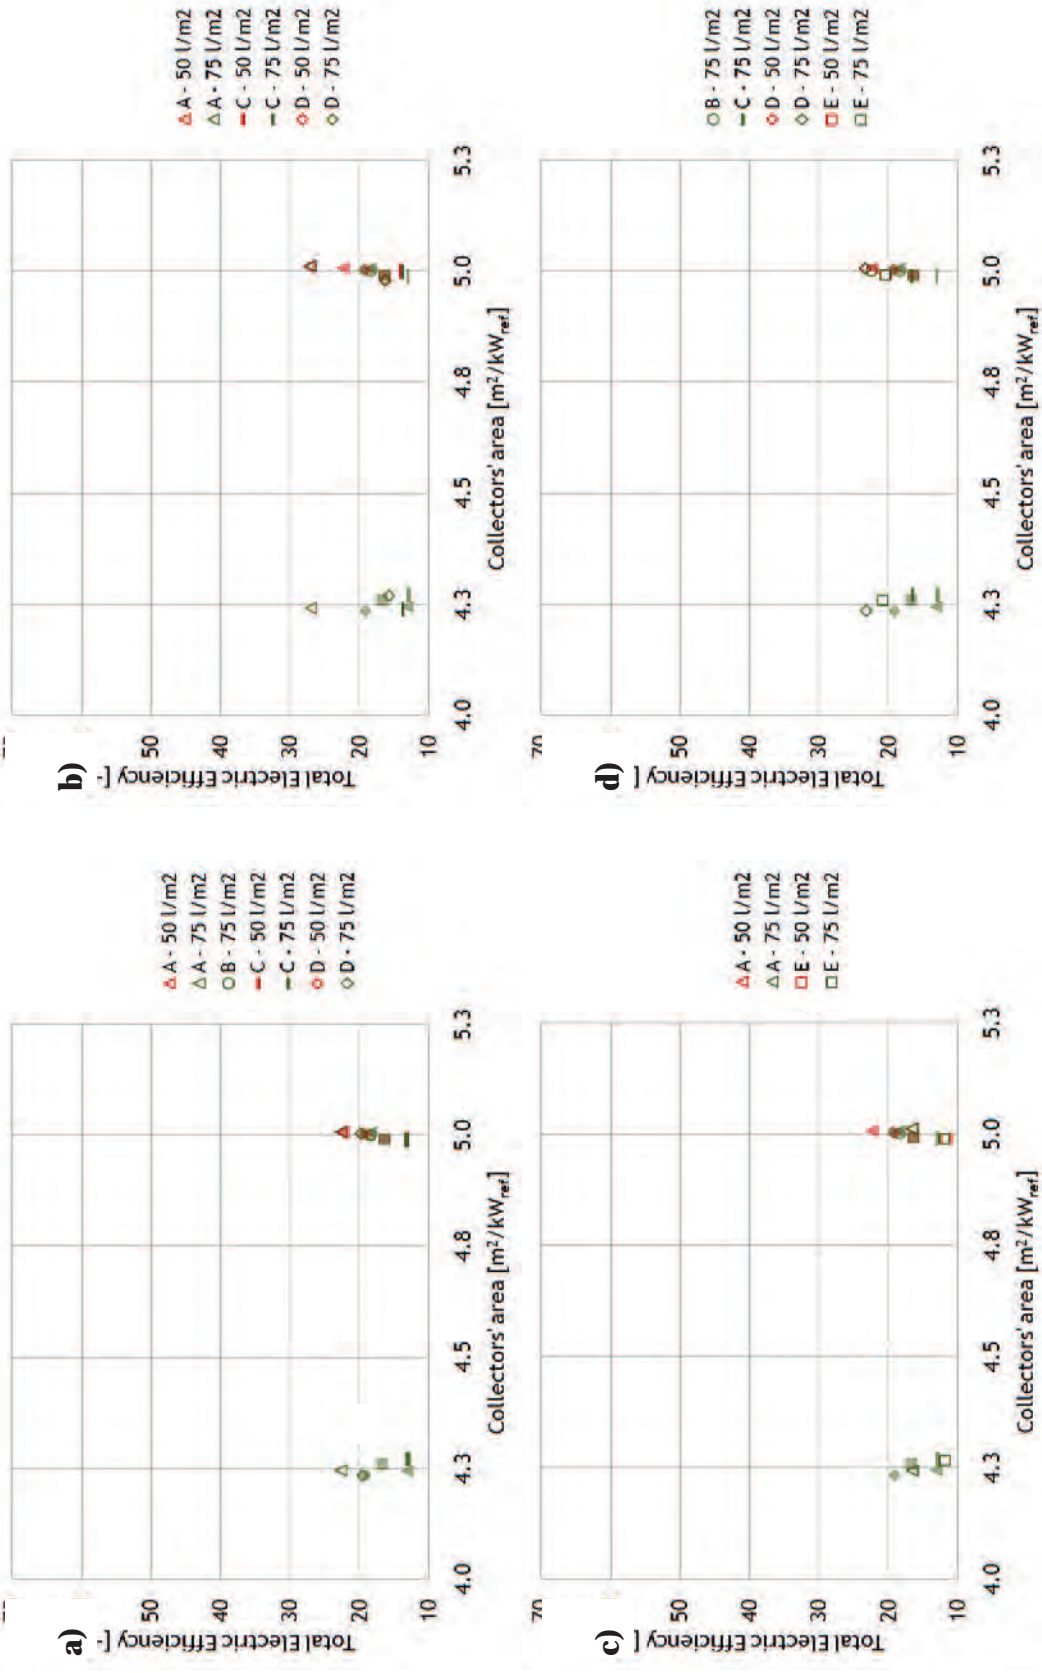 a)
Total Electric Efficiency [-
50
40
30
20
10
4.0
4.3
4.5
4.8
5.0
5.3
Collectors' area [m²/kWref]
A - 50 l/m2
A - 75 l/m2
B - 75 l/m2
C - 50 l/m2
C - 75 l/m2
D - 50 l/m2
D - 75 l/m2
b)
Total Electric Efficiency [-
50
40
30
20
10
4.0
4.3
4.5
4.8
5.0
5.3
Collectors' area [m²/kWref]
A - 50 l/m2
A - 75 l/m2
C - 50 l/m2
C - 75 l/m2
D - 50 l/m2
D - 75 l/m2
c)
Total Electric Efficiency [
70
50
40
30
20
10
4.0
4.3
4.5
4.8
5.0
5.3
Collectors' area [m²/kWref]
A - 50 l/m2
A - 75 l/m2
E - 50 l/m2
E - 75 l/m2
d)
Total Electric Efficiency [
70
50
40
30
20
10
4.0
4.3
4.5
4.8
5.0
5.3
Collectors' area [m²/kWref]
B - 75 l/m2
C - 75 l/m2
D - 50 l/m2
D - 75 l/m2
E - 50 l/m2
E - 75 l/m2